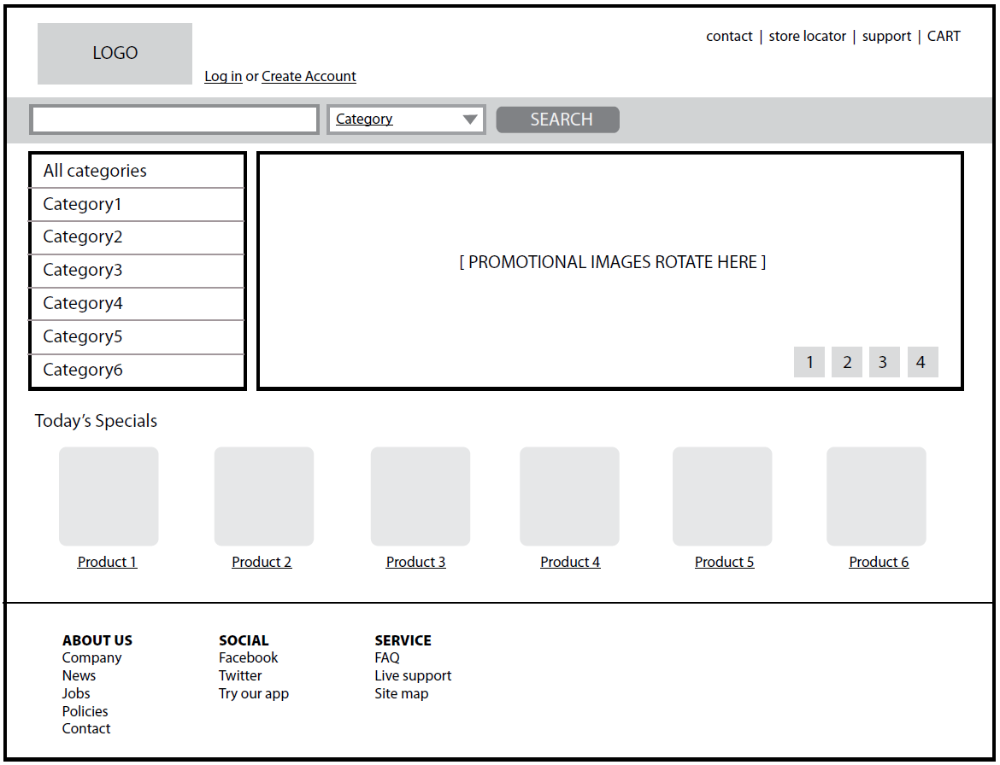 LOGO
contact | store locator | support | CART
Log in or Create Account
Category
SEARCH
All categories
Category1
Category2
Category3
Category4
Category5
Category6
[ PROMOTIONAL IMAGES ROTATE HERE ]
1 2 3 4
Today’s Specials
Product 1 Product 2 Product 3 Product 4 Product 5 Product 6
ABOUT US
Company
News
Jobs
Policies
Contact
SOCIAL
Facebook
Twitter
Try our app
SERVICE
FAQ
Live support
Site map